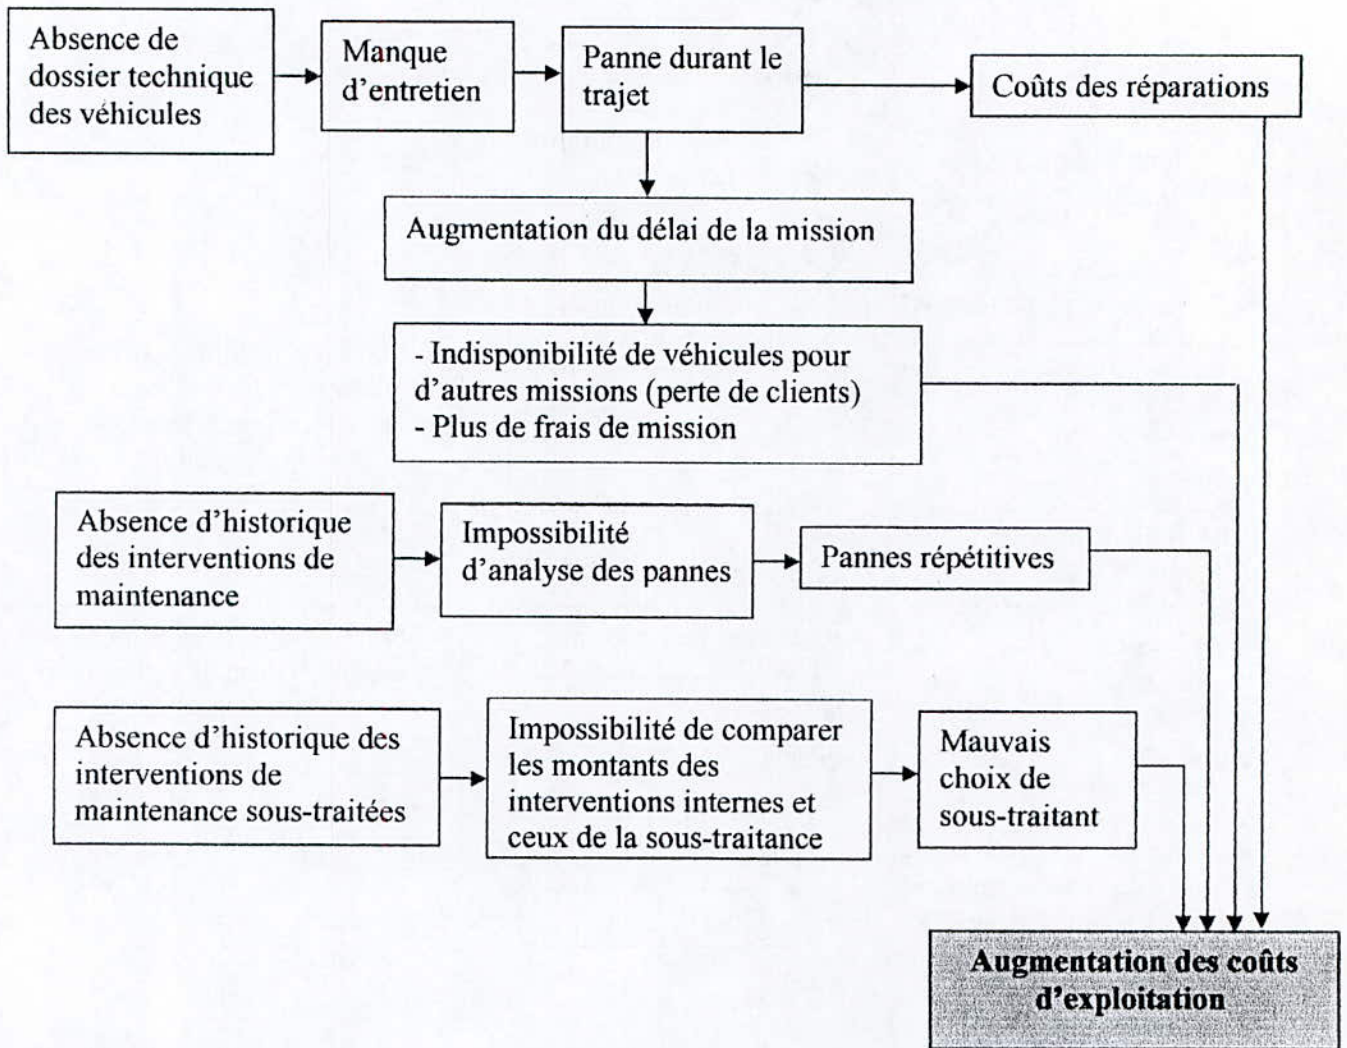 Absence de
dossier technique
des véhicules
Manque
d'entretien
Panne durant le
trajet
Coûts des réparations
Augmentation du délai de la mission
- Indisponibilité de véhicules pour
d'autres missions (perte de clients)
- Plus de frais de mission
Absence d'historique
des interventions de
maintenance
Impossibilité
d'analyse des pannes
Pannes répétitives
Absence d'historique des
interventions de
maintenance sous-traitées
Impossibilité de comparer
les montants des
interventions internes et
ceux de la sous-traitance
Mauvais
choix de
sous-traitant
Augmentation des coûts
d'exploitation